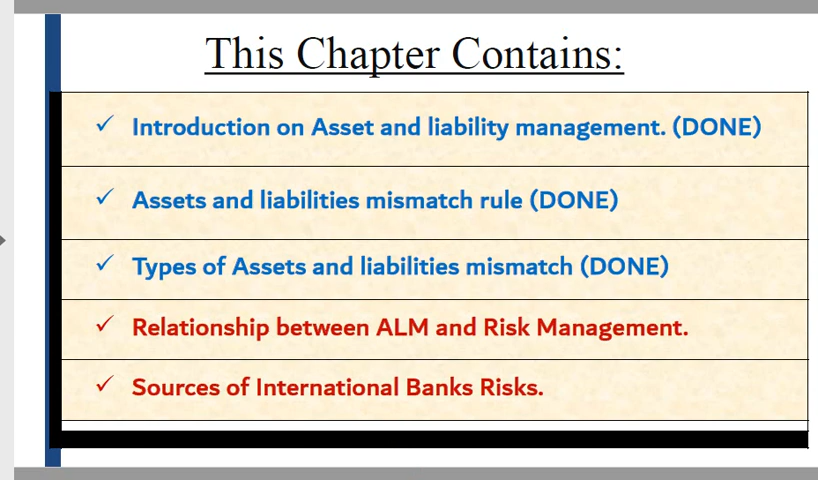 This Chapter Contains:
✓ Introduction on Asset and liability management. (DONE)
✓ Assets and liabilities mismatch rule (DONE)
✓ Types of Assets and liabilities mismatch (DONE)
✓ Relationship between ALM and Risk Management.
✓ Sources of International Banks Risks.